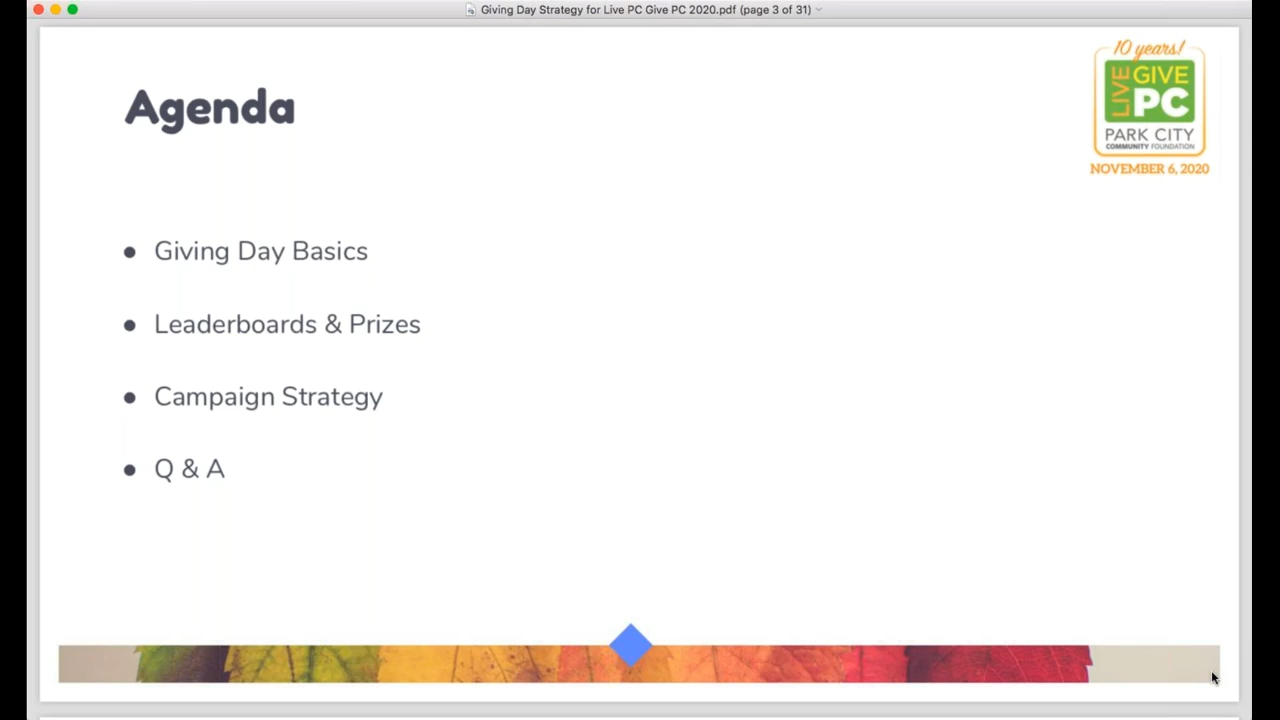 Giving Day Strategy for Live PC Give PC 2020.pdf (page 3 of 31)
10 years!
LIVE
GIVE
PC
PARK CITY
COMMUNITY FOUNDATION
NOVEMBER 6, 2020
Agenda
● Giving Day Basics
● Leaderboards & Prizes
● Campaign Strategy
● Q & A